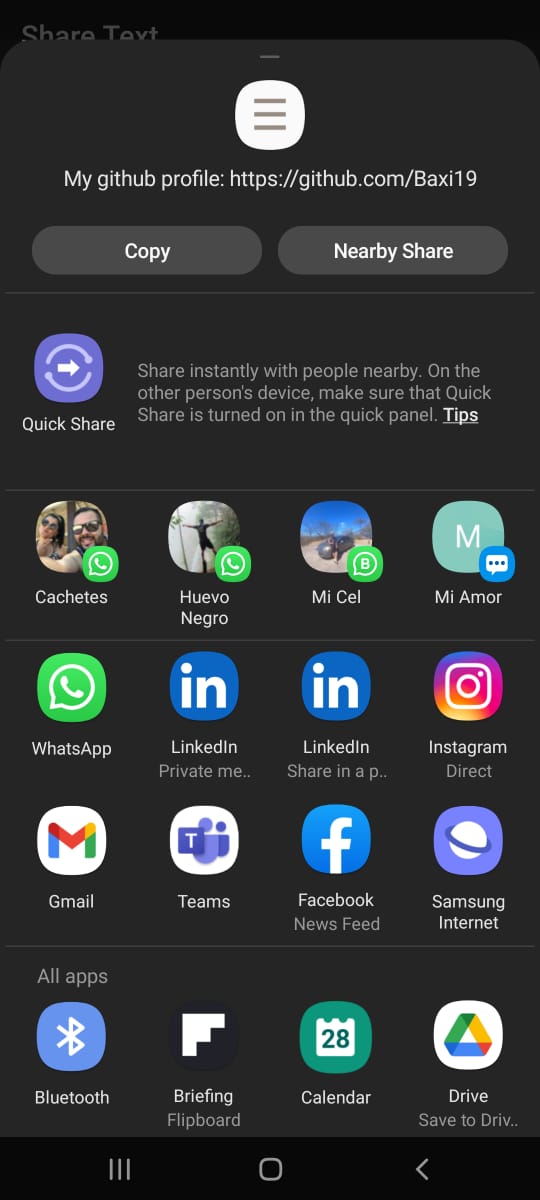 Share Text
My github profile: https://github.com/Baxi19
Copy
Nearby Share
Share instantly with people nearby. On the
other person's device, make sure that Quick
Share is turned on in the quick panel. Tips
Quick Share
Cachetes
Huevo
Negro
Mi Cel
M
Mi Amor
WhatsApp
in
LinkedIn
Private me..
in
LinkedIn
Share in a p..
Instagram
Direct
Gmail
T
Teams
Facebook
News Feed
Samsung
Internet
All apps
Bluetooth
Briefing
Flipboard
28
Calendar
Drive
Save to Driv..